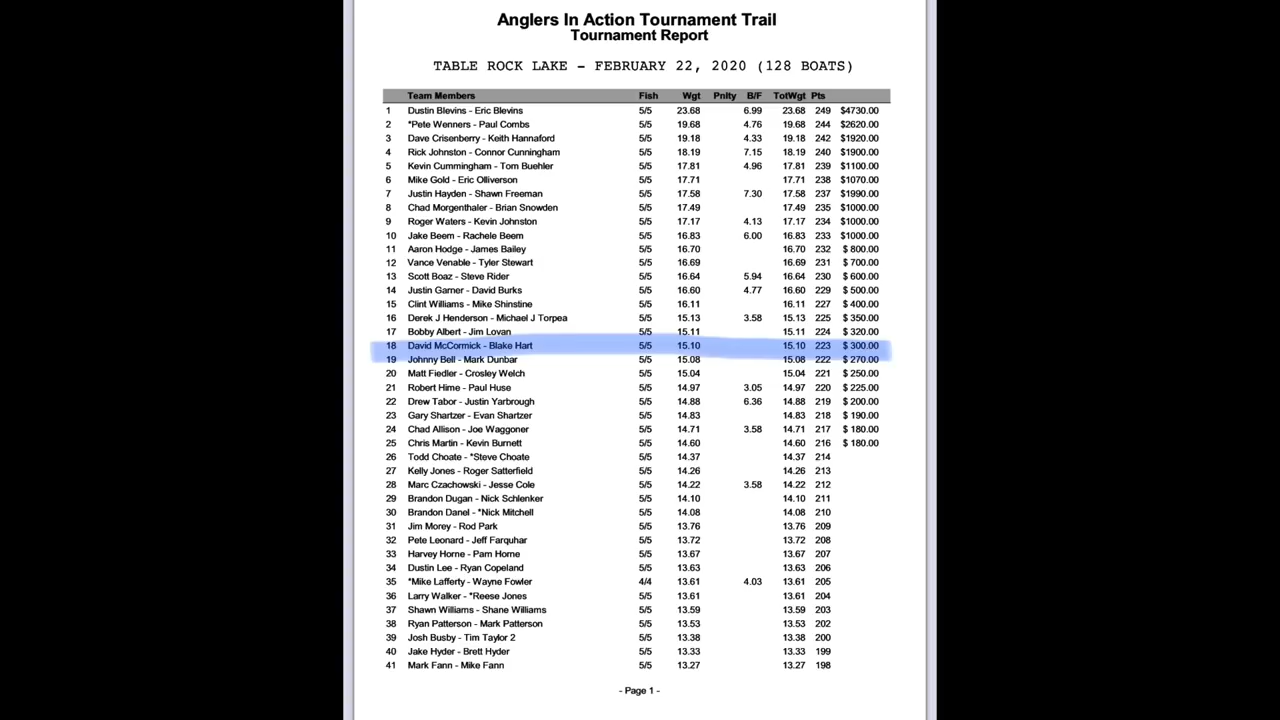 Anglers In Action Tournament Trail
Tournament Report
TABLE ROCK LAKE - FEBRUARY 22, 2020 (128 BOATS)
Team Members Fish Wgt Pnlty B/F TotWgt Pts
1 Dustin Blevins - Eric Blevins 5/5 23.68 6.99 23.68 249 $4730.00
2 *Pete Wenners - Paul Combs 5/5 19.68 4.76 19.68 244 $2620.00
3 Dave Crisenberry - Keith Hannaford 5/5 19.18 4.33 19.18 242 $1920.00
4 Rick Johnston - Connor Cunningham 5/5 18.19 7.15 18.19 240 $1900.00
5 Kevin Cummingham - Tom Buehler 5/5 17.81 4.96 17.81 239 $1100.00
6 Mike Gold - Eric Olliverson 5/5 17.71 17.71 238 $1070.00
7 Justin Hayden - Shawn Freeman 5/5 17.58 7.30 17.58 237 $1990.00
8 Chad Morgenthaler - Brian Snowden 5/5 17.49 17.49 235 $1000.00
9 Roger Waters - Kevin Johnston 5/5 17.17 4.13 17.17 234 $1000.00
10 Jake Beem - Rachele Beem 5/5 16.83 6.00 16.83 233 $1000.00
11 Aaron Hodge - James Bailey 5/5 16.70 16.70 232 $ 800.00
12 Vance Venable - Tyler Stewart 5/5 16.69 16.69 231 $ 700.00
13 Scott Boaz - Steve Rider 5/5 16.64 5.94 16.64 230 $ 600.00
14 Justin Garner - David Burks 5/5 16.60 4.77 16.60 229 $ 500.00
15 Clint Williams - Mike Shinstine 5/5 16.11 16.11 227 $ 400.00
16 Derek J Henderson - Michael J Torpea 5/5 15.13 3.58 15.13 225 $ 350.00
17 Bobby Albert - Jim Lovan 5/5 15.11 15.11 224 $ 320.00
18 David McCormick - Blake Hart 5/5 15.10 15.10 223 $ 300.00
19 Johnny Bell - Mark Dunbar 5/5 15.08 15.08 222 $ 270.00
20 Matt Fiedler - Crosley Welch 5/5 15.04 15.04 221 $ 250.00
21 Robert Hime - Paul Huse 5/5 14.97 3.05 14.97 220 $ 225.00
22 Drew Tabor - Justin Yarbrough 5/5 14.88 6.36 14.88 219 $ 200.00
23 Gary Shartzer - Evan Shartzer 5/5 14.83 14.83 218 $ 190.00
24 Chad Allison - Joe Waggoner 5/5 14.71 3.58 14.71 217 $ 180.00
25 Chris Martin - Kevin Burnett 5/5 14.60 14.60 216 $ 180.00
26 Todd Choate - *Steve Choate 5/5 14.37 14.37 214
27 Kelly Jones - Roger Satterfield 5/5 14.26 14.26 213
28 Marc Czachowski - Jesse Cole 5/5 14.22 3.58 14.22 212
29 Brandon Dugan - Nick Schlenker 5/5 14.10 14.10 211
30 Brandon Danel - *Nick Mitchell 5/5 14.08 14.08 210
31 Jim Morey - Rod Park 5/5 13.76 13.76 209
32 Pete Leonard - Jeff Farquhar 5/5 13.72 13.72 208
33 Harvey Horne - Pam Horne 5/5 13.67 13.67 207
34 Dustin Lee - Ryan Copeland 5/5 13.63 13.63 206
35 *Mike Lafferty - Wayne Fowler 4/4 13.61 4.03 13.61 205
36 Larry Walker - *Reese Jones 5/5 13.61 13.61 204
37 Shawn Williams - Shane Williams 5/5 13.59 13.59 203
38 Ryan Patterson - Mark Patterson 5/5 13.53 13.53 202
39 Josh Busby - Tim Taylor 2 5/5 13.38 13.38 200
40 Jake Hyder - Brett Hyder 5/5 13.33 13.33 199
41 Mark Fann - Mike Fann 5/5 13.27 13.27 198
- Page 1 -